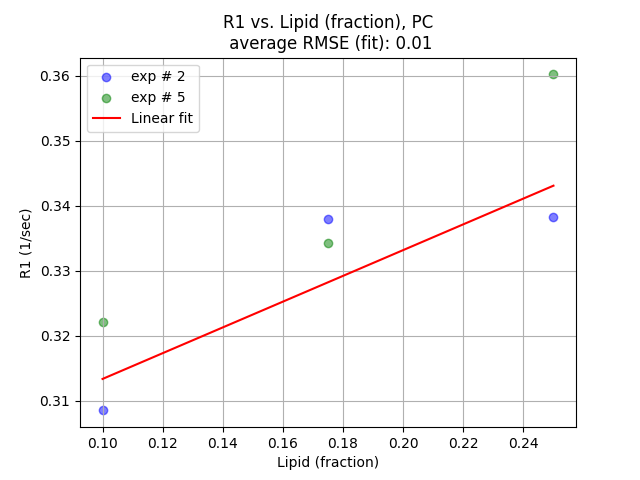 R1 vs. Lipid (fraction), PC
average RMSE (fit): 0.01
exp # 2
exp # 5
Linear fit
0.36
0.35
0.34
0.33
0.32
0.31
R1 (1/sec)
0.10 0.12 0.14 0.16 0.18 0.20 0.22 0.24
Lipid (fraction)